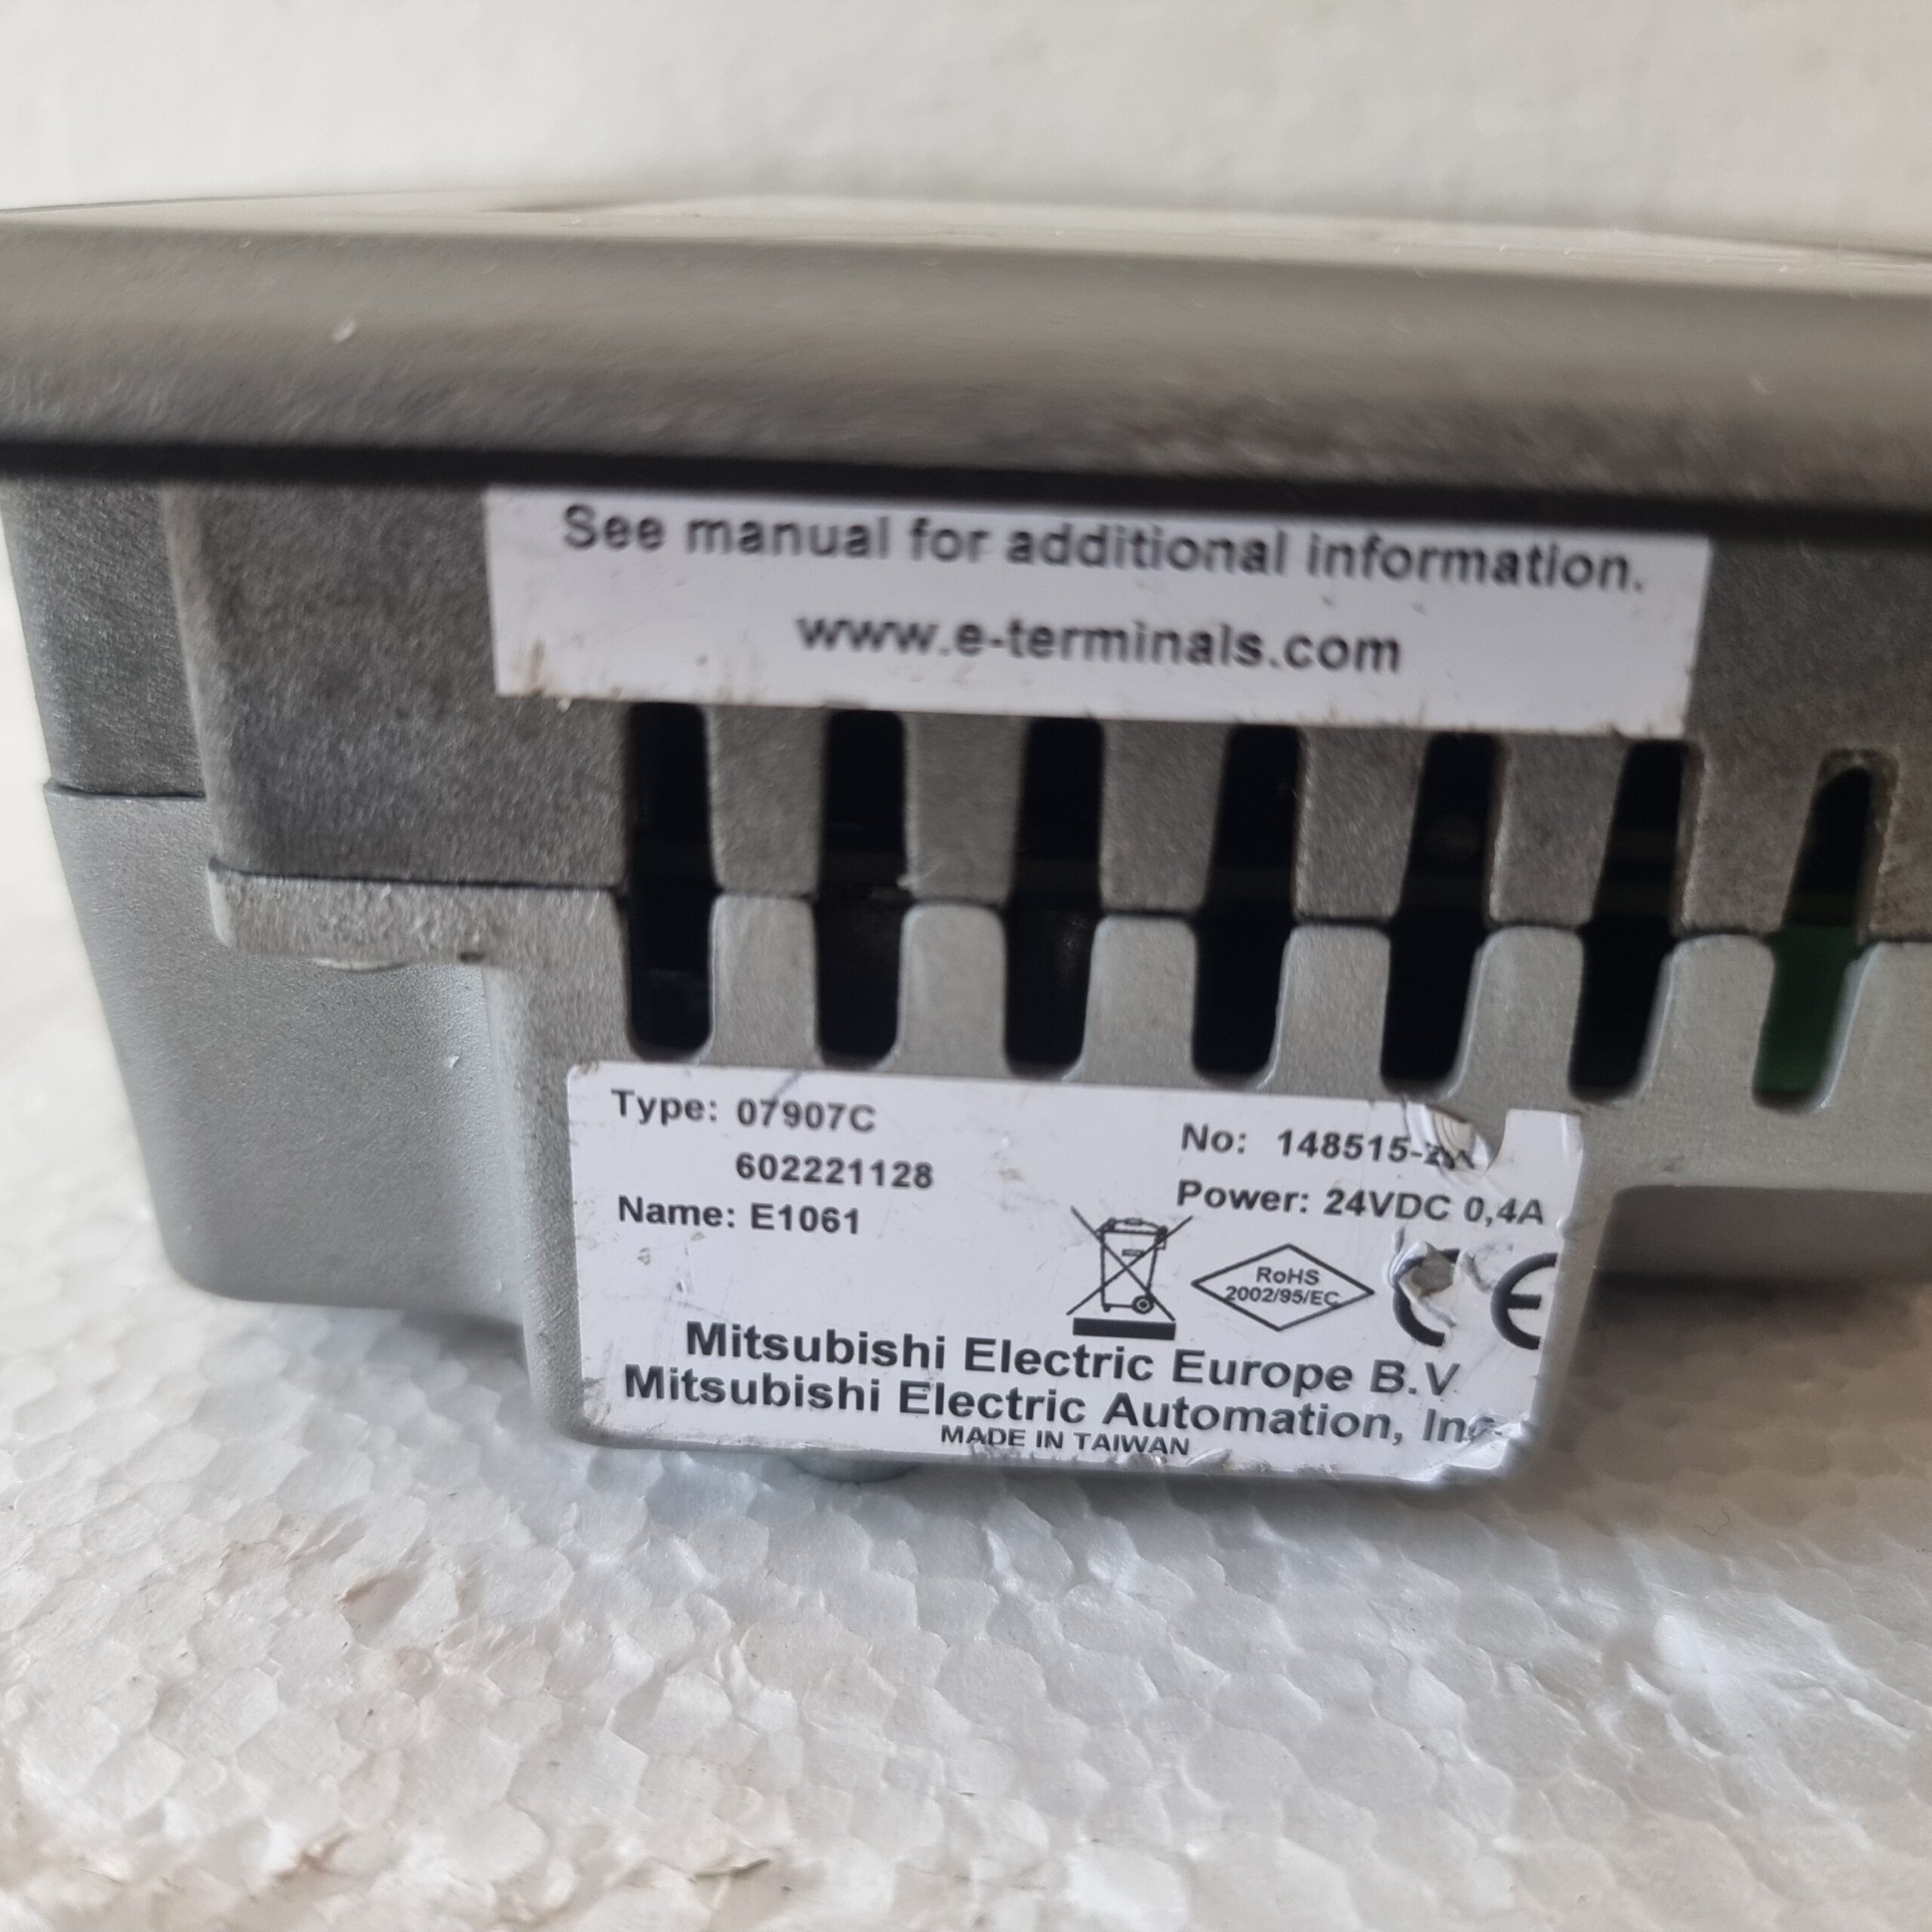 See manual for additional information.
www.e-terminals.com
Type: 07907C
602221128
Name: E1061
No: 148515-
Power: 24VDC 0,4A
RoHS
2002/95/EC
CE
Mitsubishi Electric Europe B.V
Mitsubishi Electric Automation, Inc
MADE IN TAIWAN